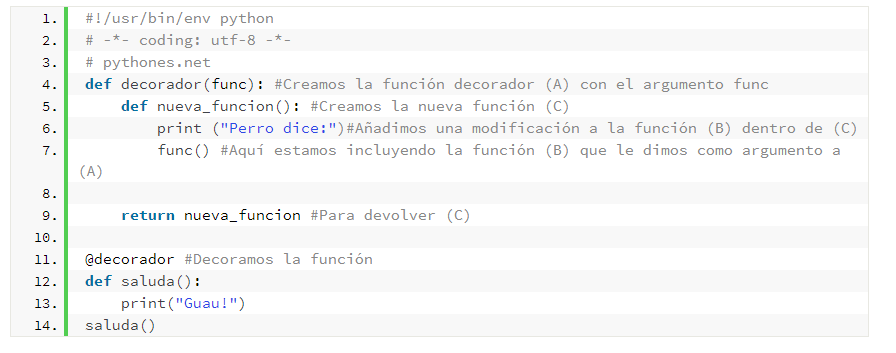 1. #!/usr/bin/env python
2. # -*- coding: utf-8 -*-
3. # pythones.net
4. def decorador(func): #Creamos la función decorador (A) con el argumento func
5.     def nueva_funcion(): #Creamos la nueva función (C)
6.         print ("Perro dice:")#Añadimos una modificación a la función (B) dentro de (C)
7.         func() #Aquí estamos incluyendo la función (B) que le dimos como argumento a
(A)
8.
9.     return nueva_funcion #Para devolver (C)
10.
11. @decorador #Decoramos la función
12. def saluda():
13.     print("Guau!")
14. saluda()